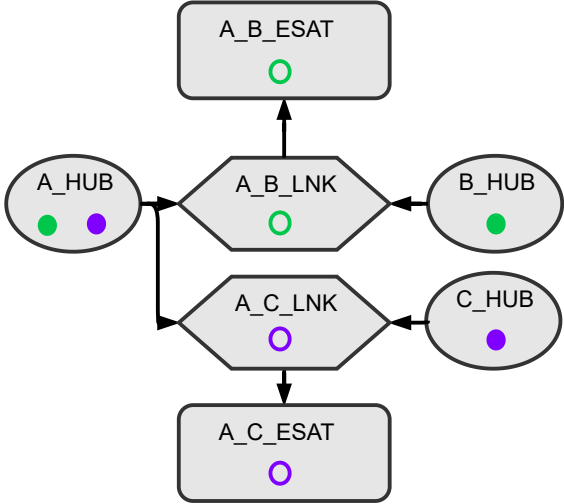 A_B_ESAT
A_HUB
A_B_LNK
B_HUB
A_C_LNK
C_HUB
A_C_ESAT